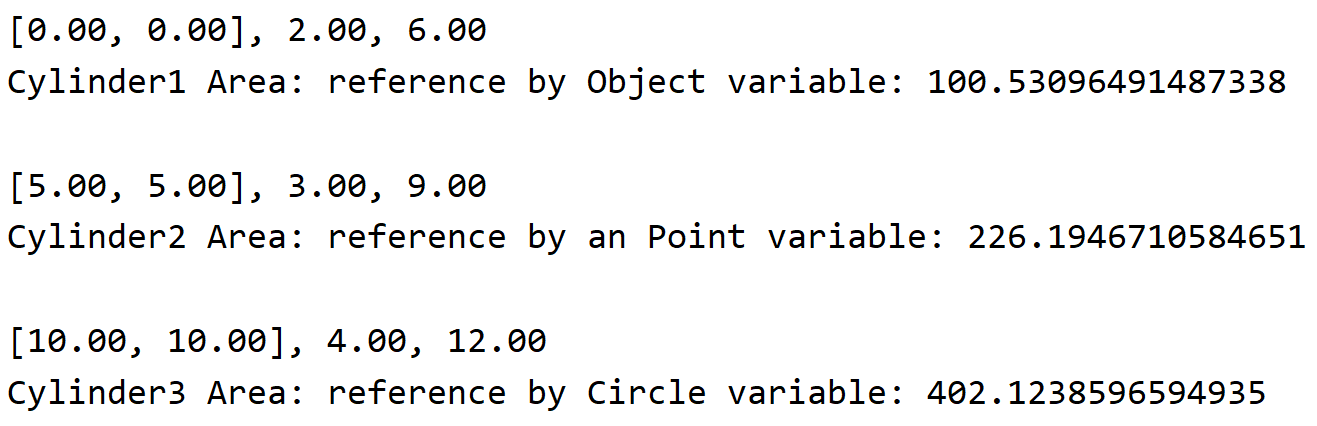 [0.00, 0.00], 2.00, 6.00
Cylinder1 Area: reference by Object variable: 100.53096491487338
[5.00, 5.00], 3.00, 9.00
Cylinder2 Area: reference by an Point variable: 226.1946710584651
[10.00, 10.00], 4.00, 12.00
Cylinder3 Area: reference by Circle variable: 402.1238596594935